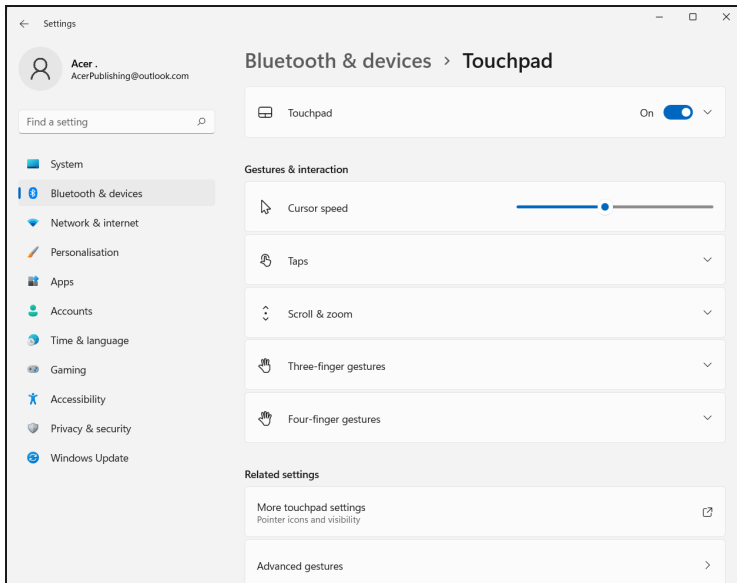 Settings
Acer .
AcerPublishing@outlook.com
Find a setting
System
Bluetooth & devices
Network & internet
Personalisation
Apps
Accounts
Time & language
Gaming
Accessibility
Privacy & security
Windows Update
Bluetooth & devices > Touchpad
Touchpad On
Gestures & interaction
Cursor speed
Taps
Scroll & zoom
Three-finger gestures
Four-finger gestures
Related settings
More touchpad settings
Pointer icons and visibility
Advanced gestures